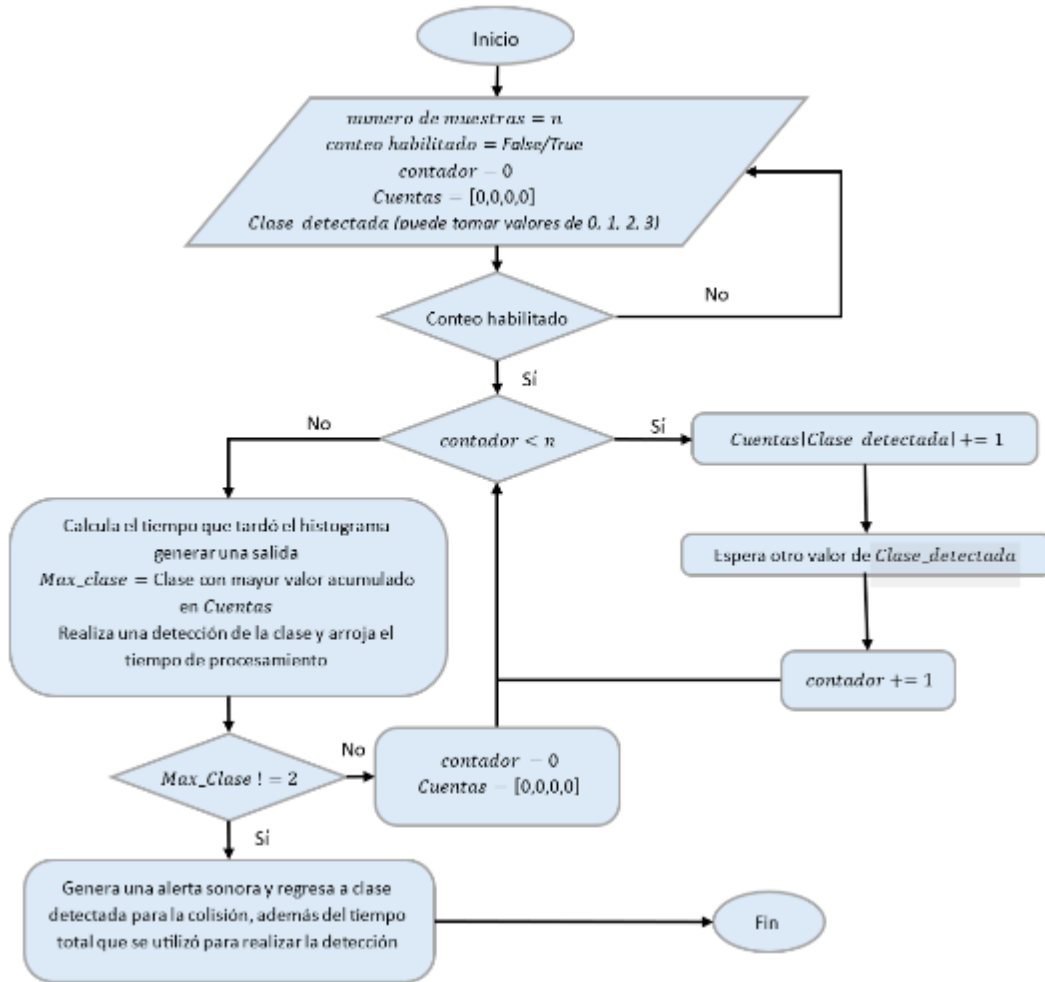 Inicio
numero de muestras = n
conteo habilitado = False/True
contador = 0
Cuentas = [0,0,0,0]
Clase detectada (puede tomar valores de 0, 1, 2, 3)
Conteo habilitado
No
Sí
contador < n
No
Sí
Cuentas[Clase detectada] += 1
Espera otro valor de Clase_detectada
contador += 1
Calcula el tiempo que tardó el histograma
generar una salida
Max_clase = Clase con mayor valor acumulado
en Cuentas
Realiza una detección de la clase y arroja el
tiempo de procesamiento
Max_Clase ! = 2
No
contador = 0
Cuentas = [0,0,0,0]
Sí
Genera una alerta sonora y regresa a clase
detectada para la colisión, además del tiempo
total que se utilizó para realizar la detección
Fin